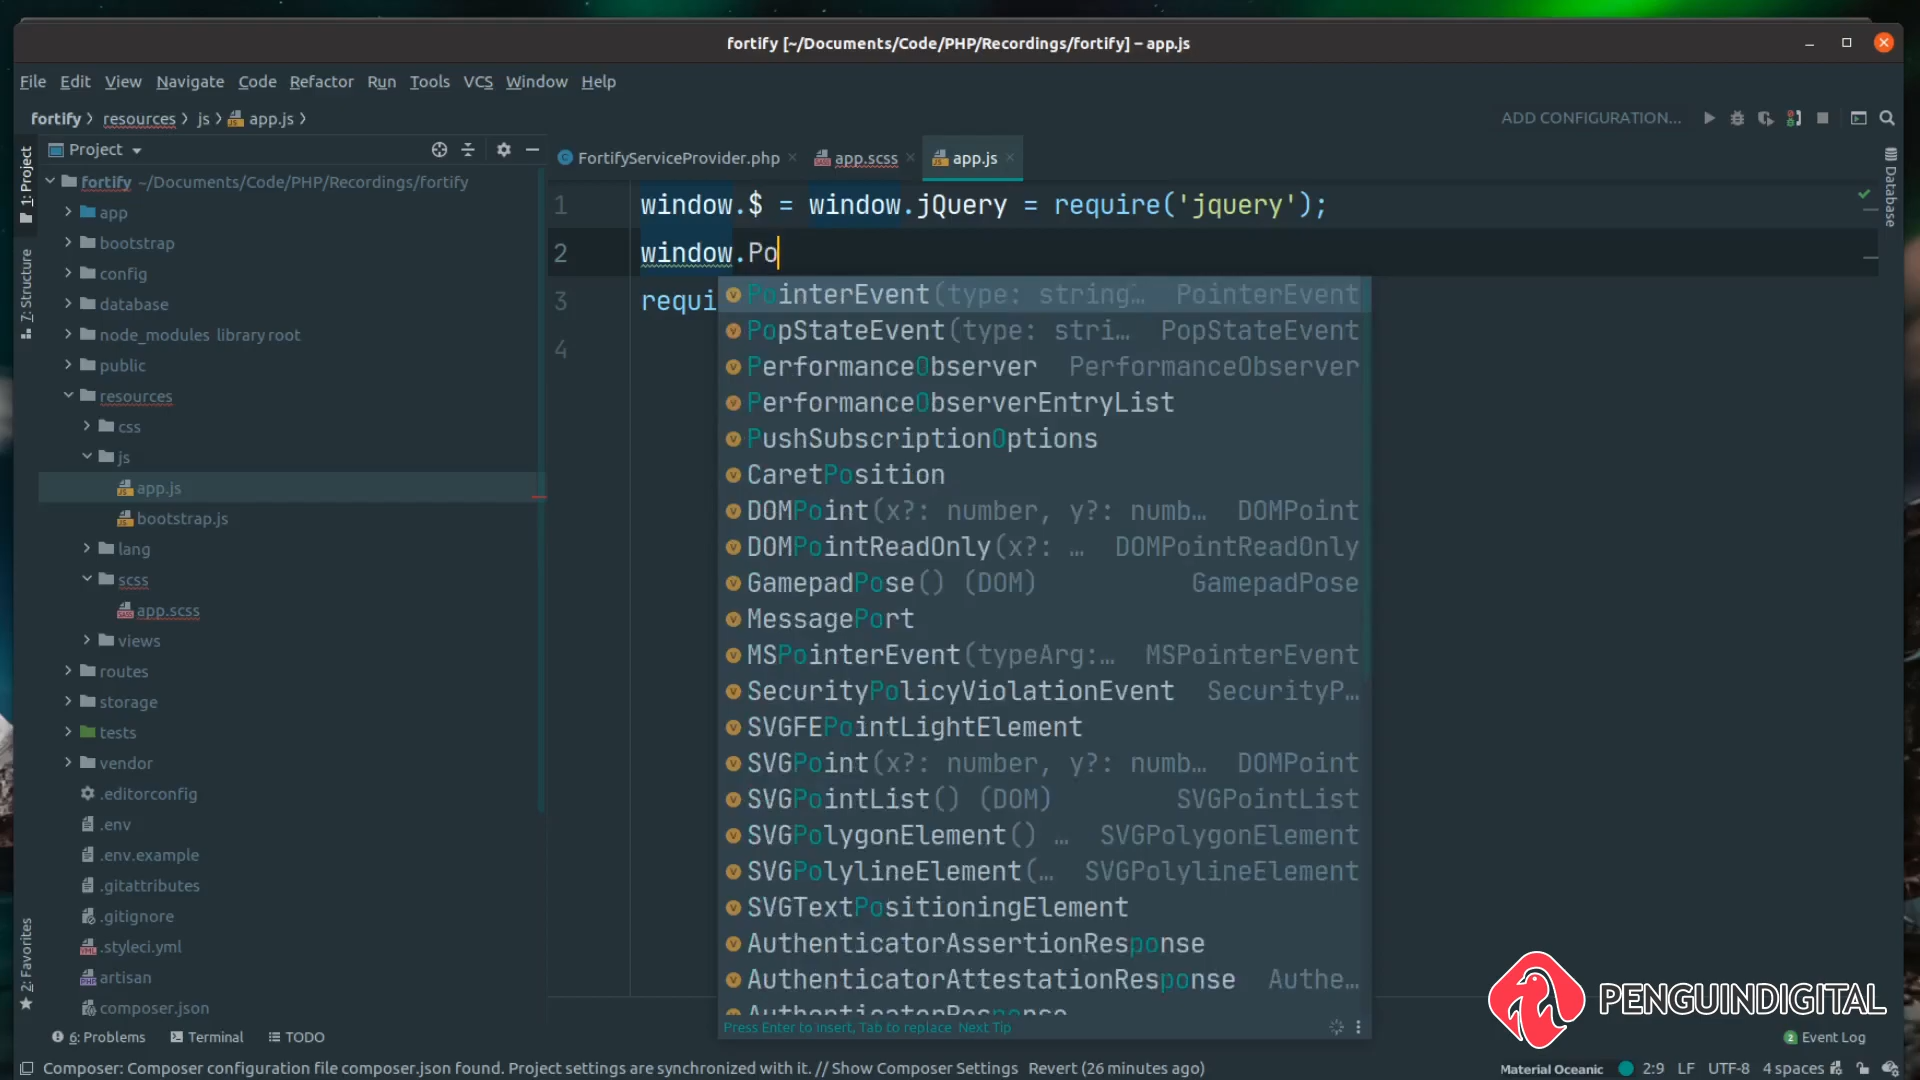 fortify [~/Documents/Code/PHP/Recordings/fortify] – app.js
File Edit View Navigate Code Refactor Run Tools VCS Window Help
fortify resources js app.js
ADD CONFIGURATION...
Project
FortifyServiceProvider.php
app.scss
app.js
1: Project
7: Structure
2: Favorites
Database
fortify ~/Documents/Code/PHP/Recordings/fortify
app
bootstrap
config
database
node_modules library root
public
resources
css
js
app.js
bootstrap.js
lang
scss
app.scss
views
routes
storage
tests
vendor
.editorconfig
.env
.env.example
.gitattributes
.gitignore
.styleci.yml
artisan
composer.json
1 window.$ = window.jQuery = require('jquery');
2 window.Po
3 requi
4
PointerEvent(type: string… PointerEvent
PopStateEvent(type: stri… PopStateEvent
PerformanceObserver PerformanceObserver
PerformanceObserverEntryList
PushSubscriptionOptions
CaretPosition
DOMPoint(x?: number, y?: numb… DOMPoint
DOMPointReadOnly(x?: … DOMPointReadOnly
GamepadPose() (DOM) GamepadPose
MessagePort
MSPointerEvent(typeArg:… MSPointerEvent
SecurityPolicyViolationEvent SecurityP…
SVGFEPointLightElement
SVGPoint(x?: number, y?: numb… DOMPoint
SVGPointList() (DOM) SVGPointList
SVGPolygonElement() … SVGPolygonElement
SVGPolylineElement(… SVGPolylineElement
SVGTextPositioningElement
AuthenticatorAssertionResponse
AuthenticatorAttestationResponse Authe…
AuthenticatorResponse
Press Enter to insert, Tab to replace Next Tip
PENGUINDIGITAL
6: Problems Terminal TODO
2 Event Log
Composer: Composer configuration file composer.json found. Project settings are synchronized with it. // Show Composer Settings Revert (26 minutes ago)
Material Oceanic 2:9 LF UTF-8 4 spaces